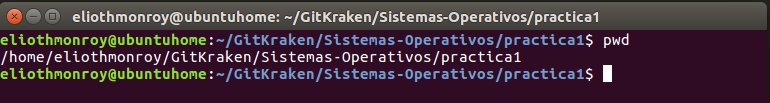 eliothmonroy@ubuntuhome: ~/GitKraken/Sistemas-Operativos/practica1
eliothmonroy@ubuntuhome:~/GitKraken/Sistemas-Operativos/practica1$ pwd
/home/eliothmonroy/GitKraken/Sistemas-Operativos/practica1
eliothmonroy@ubuntuhome:~/GitKraken/Sistemas-Operativos/practica1$